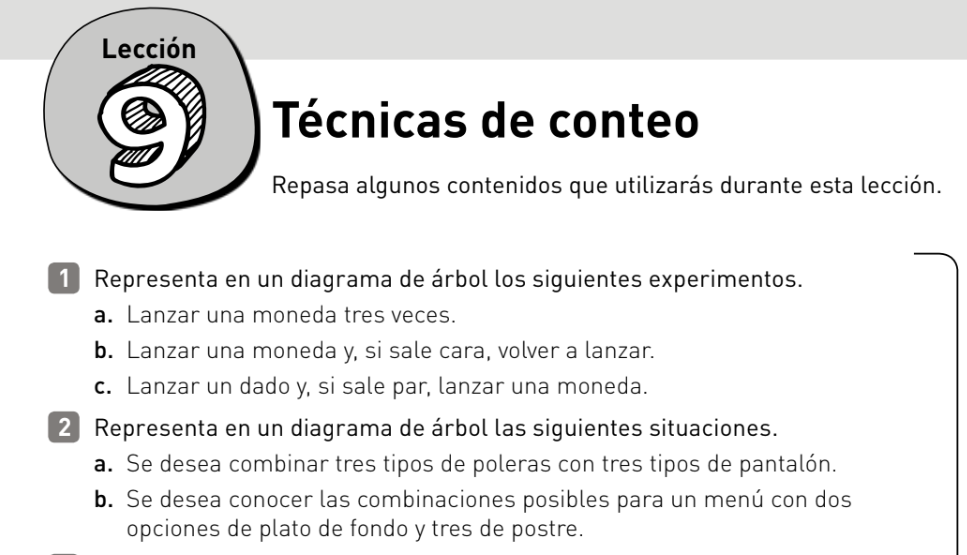 Lección
9
Técnicas de conteo
Repasa algunos contenidos que utilizarás durante esta lección.
1 Representa en un diagrama de árbol los siguientes experimentos.
a. Lanzar una moneda tres veces.
b. Lanzar una moneda y, si sale cara, volver a lanzar.
c. Lanzar un dado y, si sale par, lanzar una moneda.
2 Representa en un diagrama de árbol las siguientes situaciones.
a. Se desea combinar tres tipos de poleras con tres tipos de pantalón.
b. Se desea conocer las combinaciones posibles para un menú con dos
opciones de plato de fondo y tres de postre.